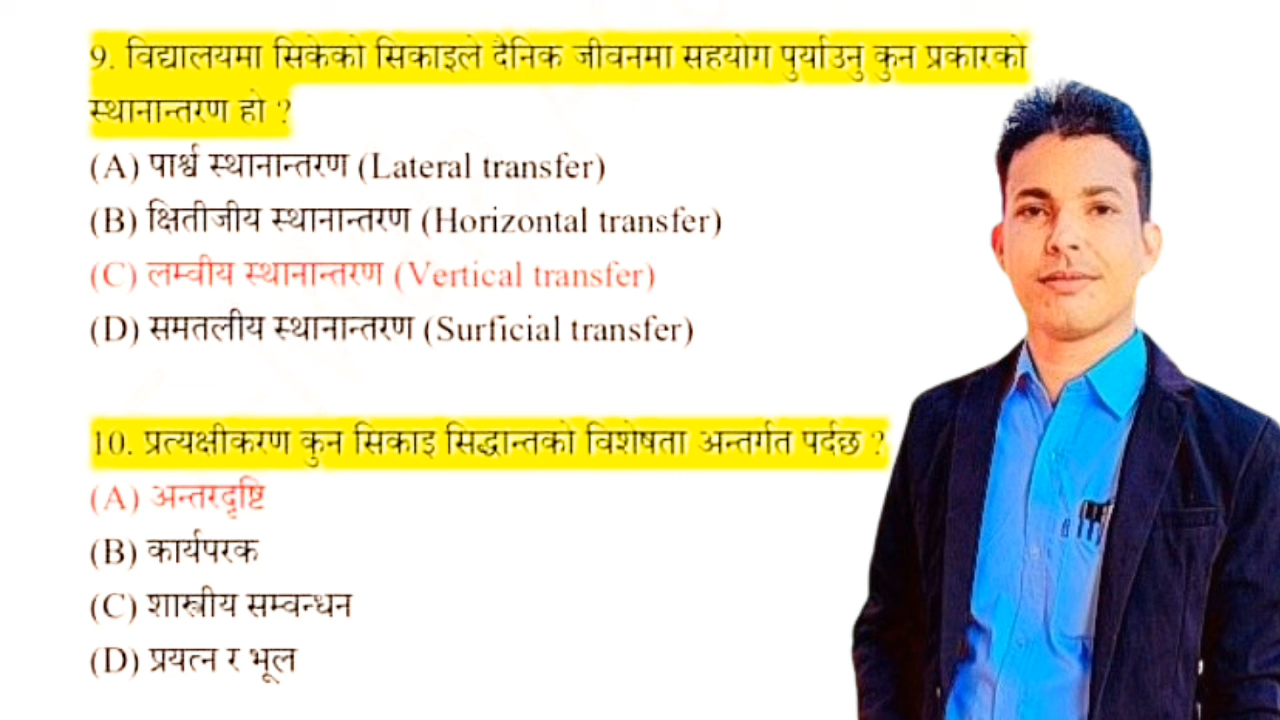 9. विद्यालयमा सिकेको सिकाइले दैनिक जीवनमा सहयोग पुर्याउनु कुन प्रकारको
स्थानान्तरण हो ?
(A) पार्श्व स्थानान्तरण (Lateral transfer)
(B) क्षितीजीय स्थानान्तरण (Horizontal transfer)
(C) लम्वीय स्थानान्तरण (Vertical transfer)
(D) समतलीय स्थानान्तरण (Surficial transfer)
10. प्रत्यक्षीकरण कुन सिकाइ सिद्धान्तको विशेषता अन्तर्गत पर्दछ ?
(A) अन्तरदृष्टि
(B) कार्यपरक
(C) शास्त्रीय सम्वन्धन
(D) प्रयत्न र भूल